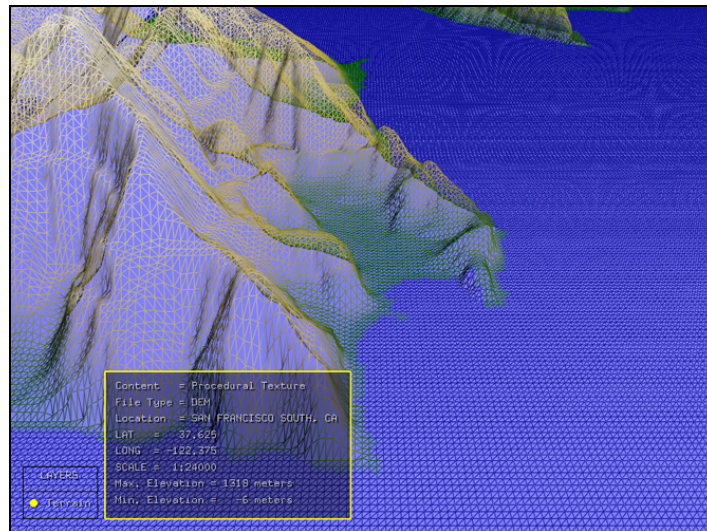 Content = Procedural Texture
File Type = DEM
Location = SAN FRANCISCO SOUTH, CA
LAT = 37.625
LONG = -122.375
SCALE = 1:24000
Max. Elevation = 1318 meters
Min. Elevation = -6 meters
LAYERS
Terrain